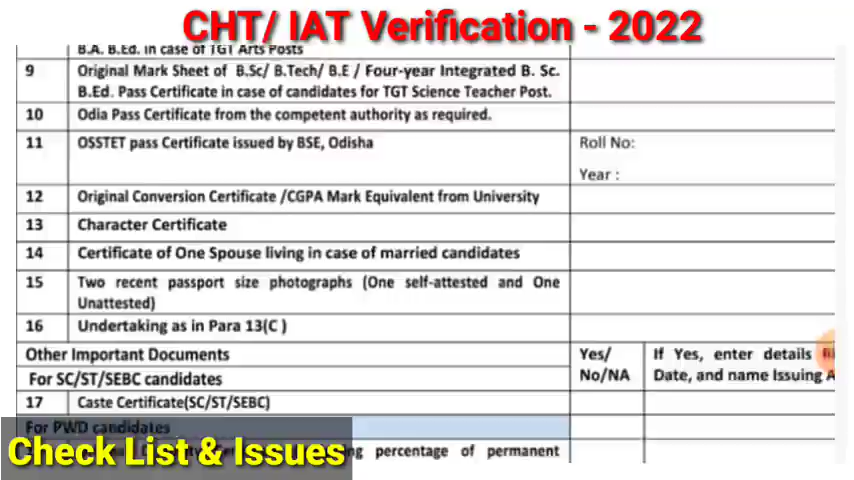 CHT/ IAT Verification - 2022
B.A. B.Ed. in case of TGT Arts Posts
9 Original Mark Sheet of B.Sc/ B.Tech/ B.E / Four-year Integrated B. Sc.
B.Ed. Pass Certificate in case of candidates for TGT Science Teacher Post.
10 Odia Pass Certificate from the competent authority as required.
11 OSSTET pass Certificate issued by BSE, Odisha Roll No:
Year :
12 Original Conversion Certificate /CGPA Mark Equivalent from University
13 Character Certificate
14 Certificate of One Spouse living in case of married candidates
15 Two recent passport size photographs (One self-attested and One
Unattested)
16 Undertaking as in Para 13(C )
Other Important Documents Yes/ If Yes, enter details
For SC/ST/SEBC candidates No/NA Date, and name Issuing A
17 Caste Certificate(SC/ST/SEBC)
For PWD candidates
percentage of permanent
Check List & Issues